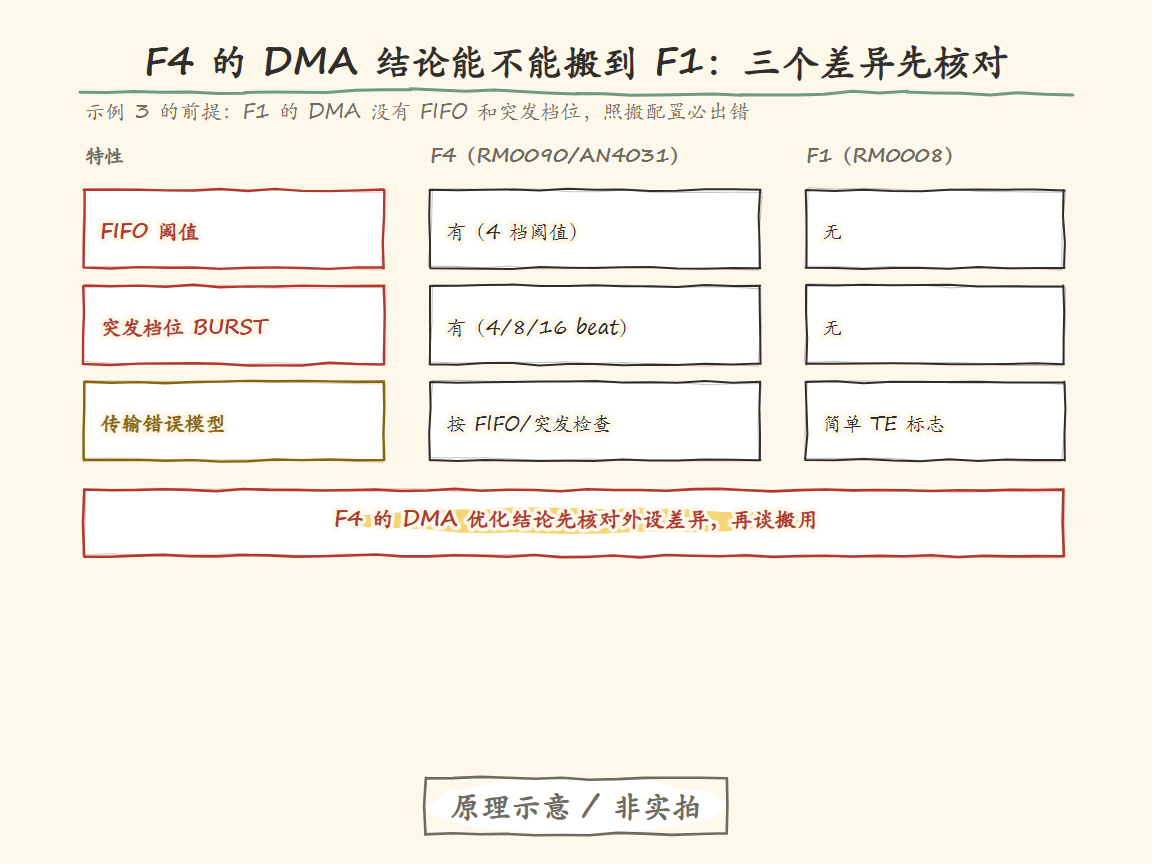 F4 的 DMA 结论能不能搬到 F1：三个差异先核对
示例 3 的前提：F1 的 DMA 没有 FIFO 和突发档位，照搬配置必出错
特性 F4（RM0090/AN4031） F1（RM0008）
FIFO 阈值 有（4 档阈值） 无
突发档位 BURST 有（4/8/16 beat） 无
传输错误模型 按 FIFO/突发检查 简单 TE 标志
F4 的 DMA 优化结论先核对外设差异，再谈搬用
原理示意 / 非实拍